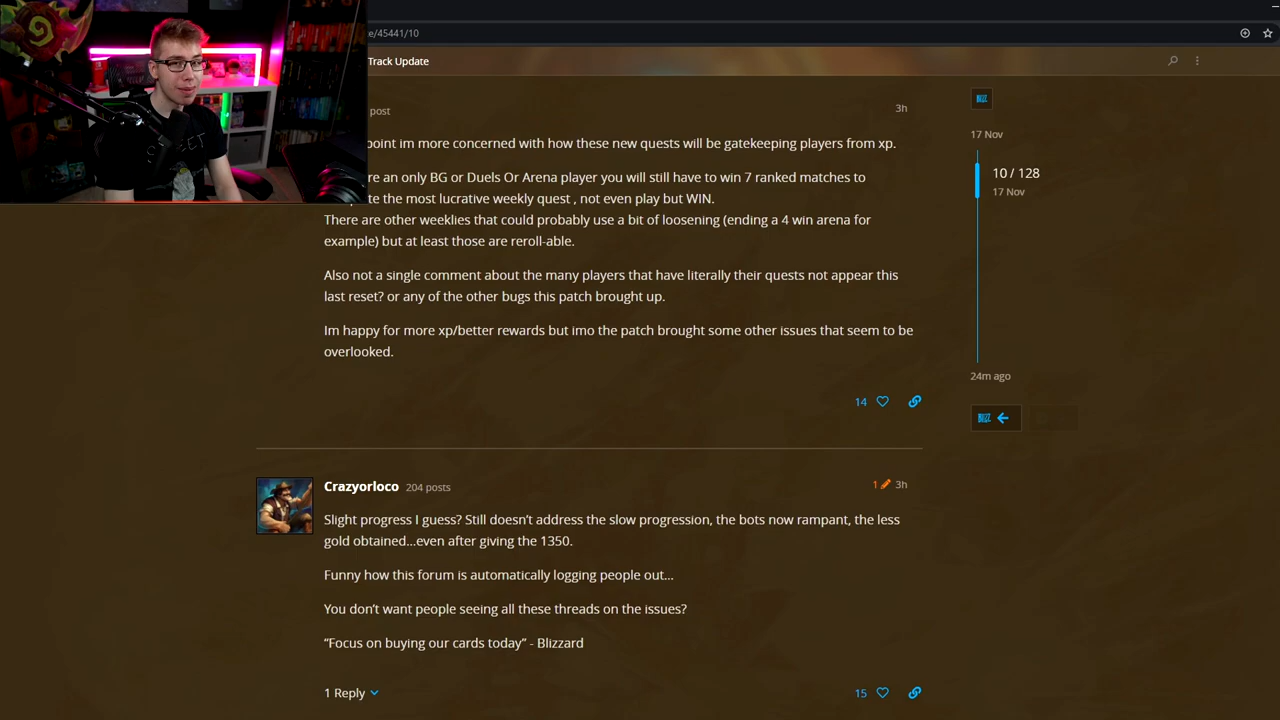 e/45441/10
Track Update
post
3h
point im more concerned with how these new quests will be gatekeeping players from xp.
re an only BG or Duels Or Arena player you will still have to win 7 ranked matches to
te the most lucrative weekly quest , not even play but WIN.
There are other weeklies that could probably use a bit of loosening (ending a 4 win arena for
example) but at least those are reroll-able.
Also not a single comment about the many players that have literally their quests not appear this
last reset? or any of the other bugs this patch brought up.
Im happy for more xp/better rewards but imo the patch brought some other issues that seem to be
overlooked.
14
17 Nov
10 / 128
17 Nov
24m ago
Crazyorloco 204 posts
1 3h
Slight progress I guess? Still doesn’t address the slow progression, the bots now rampant, the less
gold obtained…even after giving the 1350.
Funny how this forum is automatically logging people out…
You don’t want people seeing all these threads on the issues?
“Focus on buying our cards today” - Blizzard
1 Reply
15